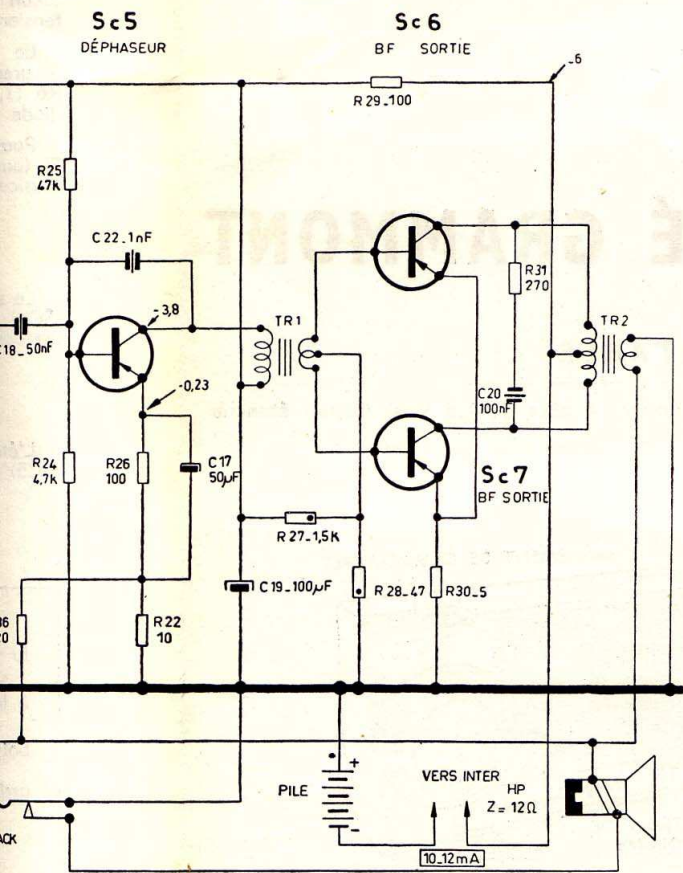 Sc5
DÉPHASEUR
Sc6
BF SORTIE
-6
R29_100
R25
47k
C22_1nF
É GRAMMONT
-3,8
C18_50nF
TR1
R31
270
TR2
-0,23
C20
100nF
R24
4,7k
R26
100
C17
50µF
Sc7
BF SORTIE
R27_1,5K
C19_100µF
R28_47
R30_5
R22
10
PILE
+
-
VERS INTER
HP
Z = 12Ω
10_12mA